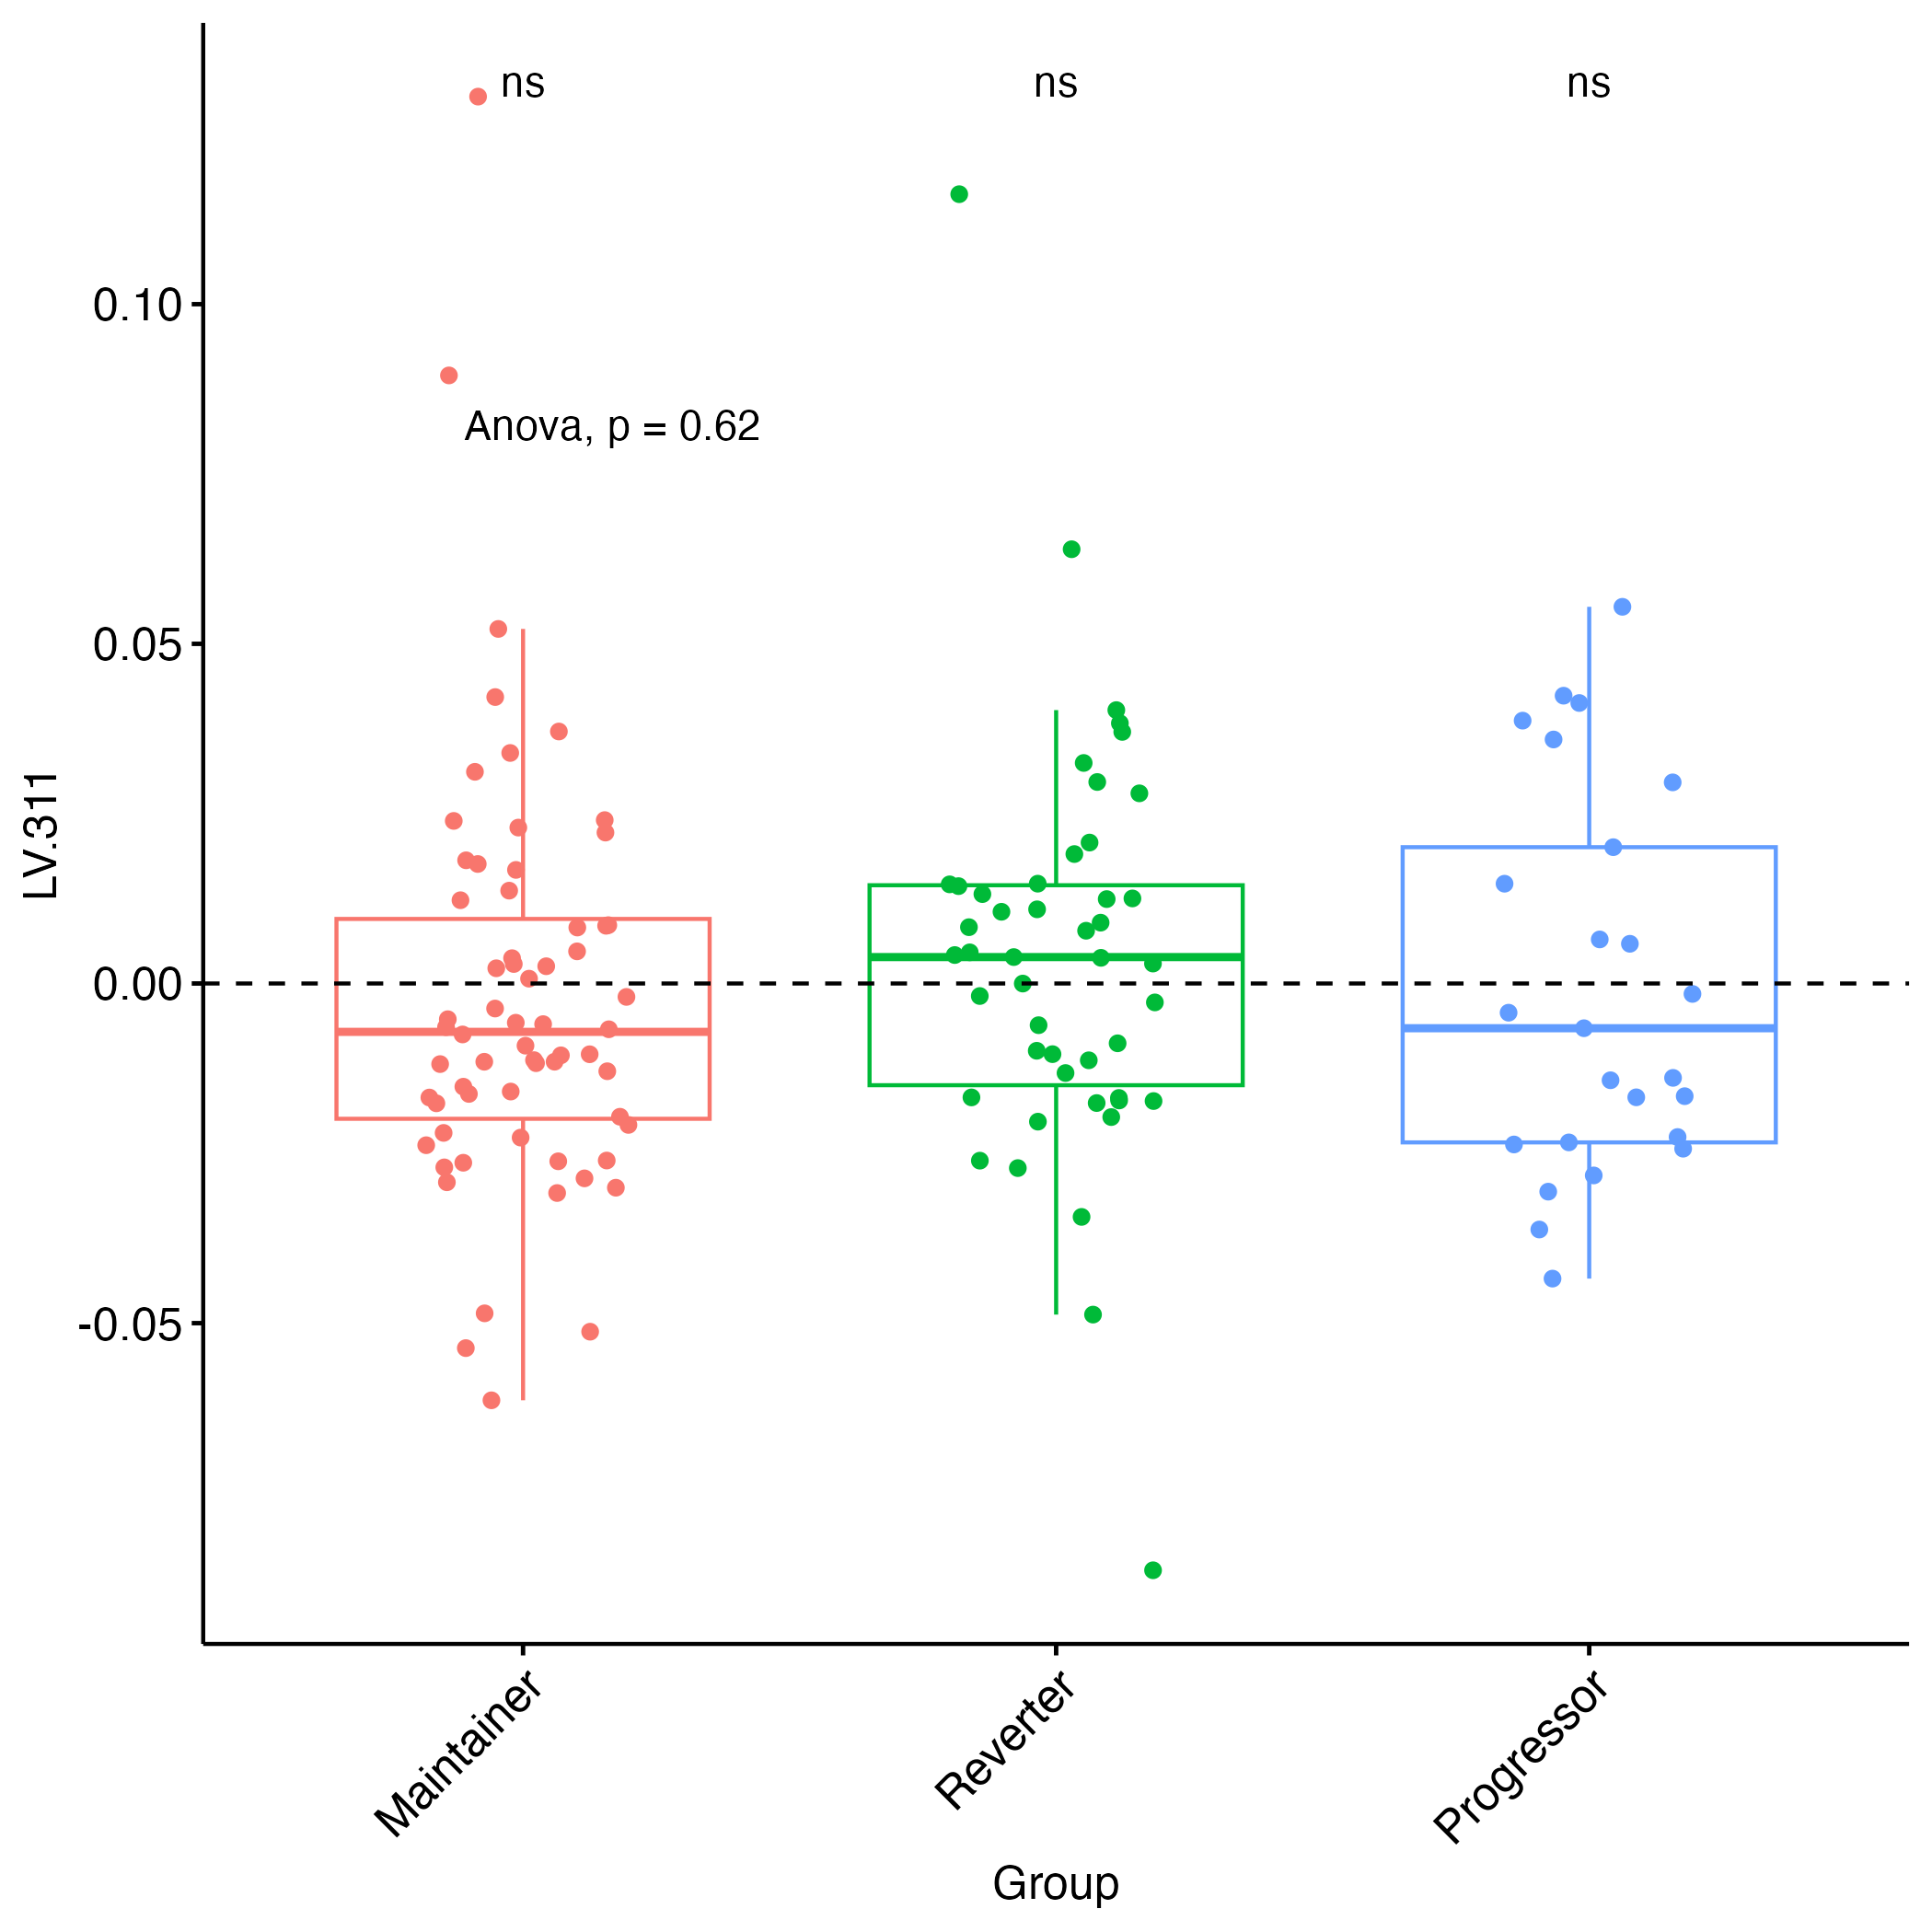 ns ns ns
0.10
Anova, p = 0.62
0.05
LV.311
0.00
-0.05
Maintainer Reverter Progressor
Group